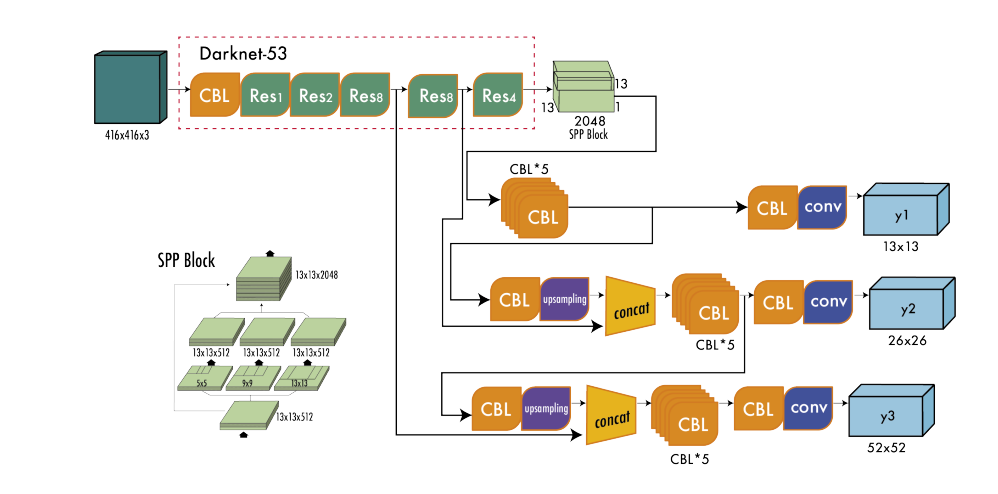 Darknet-53
CBL Res1 Res2 Res8 Res8 Res4
416x416x3
13
13
1
2048
SPP Block
CBL*5
CBL
CBL conv y1
13x13
SPP Block
13x13x2048
CBL upsampling concat CBL CBL conv y2
CBL*5
26x26
13x13x512 13x13x512 13x13x512
5x5 9x9 13x13
13x13x512
CBL upsampling concat CBL CBL conv y3
CBL*5
52x52